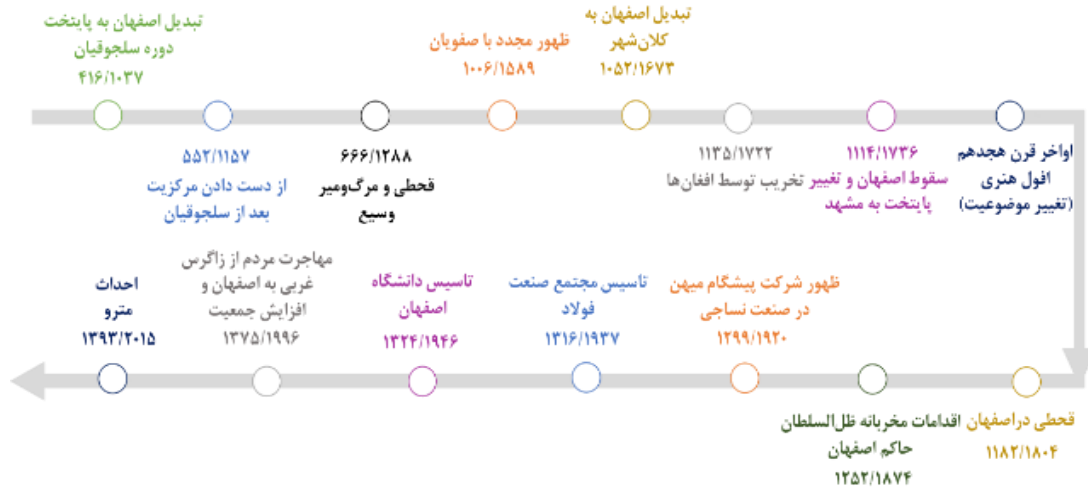 تبدیل اصفهان به پایتخت
دوره سلجوقیان
۴۱۶/۱۰۳۷
۵۵۲/۱۱۵۷
از دست دادن مرکزیت
بعد از سلجوقیان
۶۶۶/۱۲۸۸
قحطی و مرگ‌ومیر
وسیع
ظهور مجدد با صفویان
۱۰۰۶/۱۵۸۹
تبدیل اصفهان به
کلان‌شهر
۱۰۵۲/۱۶۷۳
۱۱۳۵/۱۷۲۲
تخریب توسط افغان‌ها
۱۱۱۴/۱۷۳۶
سقوط اصفهان و تغییر
پایتخت به مشهد
اواخر قرن هجدهم
افول هنری
(تغییر موضوعیت)
قحطی دراصفهان
۱۱۸۲/۱۸۰۴
اقدامات مخربانه ظل‌السلطان
حاکم اصفهان
۱۲۵۲/۱۸۷۴
ظهور شرکت پیشگام میهن
در صنعت نساجی
۱۲۹۹/۱۹۲۰
تاسیس مجتمع صنعت
فولاد
۱۳۱۶/۱۹۳۷
تاسیس دانشگاه
اصفهان
۱۳۲۴/۱۹۴۶
مهاجرت مردم از زاگرس
غربی به اصفهان و
افزایش جمعیت
۱۳۷۵/۱۹۹۶
احداث
مترو
۱۳۹۳/۲۰۱۵